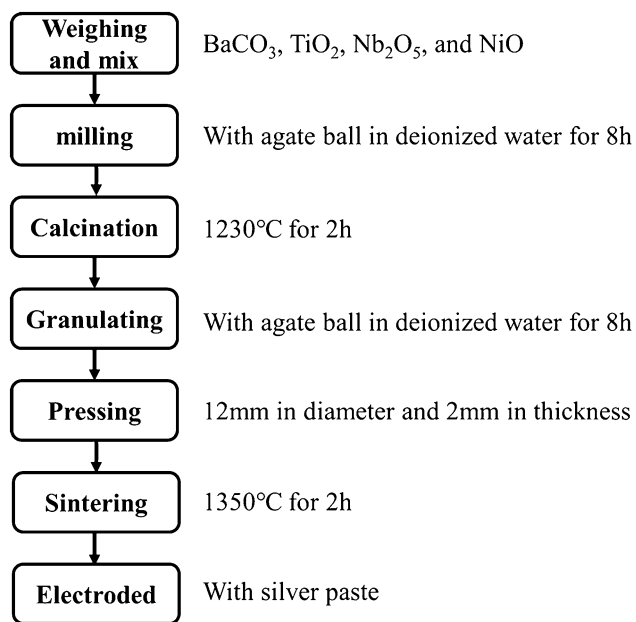 Weighing
and mix
BaCO₃, TiO₂, Nb₂O₅, and NiO
milling
With agate ball in deionized water for 8h
Calcination
1230℃ for 2h
Granulating
With agate ball in deionized water for 8h
Pressing
12mm in diameter and 2mm in thickness
Sintering
1350℃ for 2h
Electroded
With silver paste